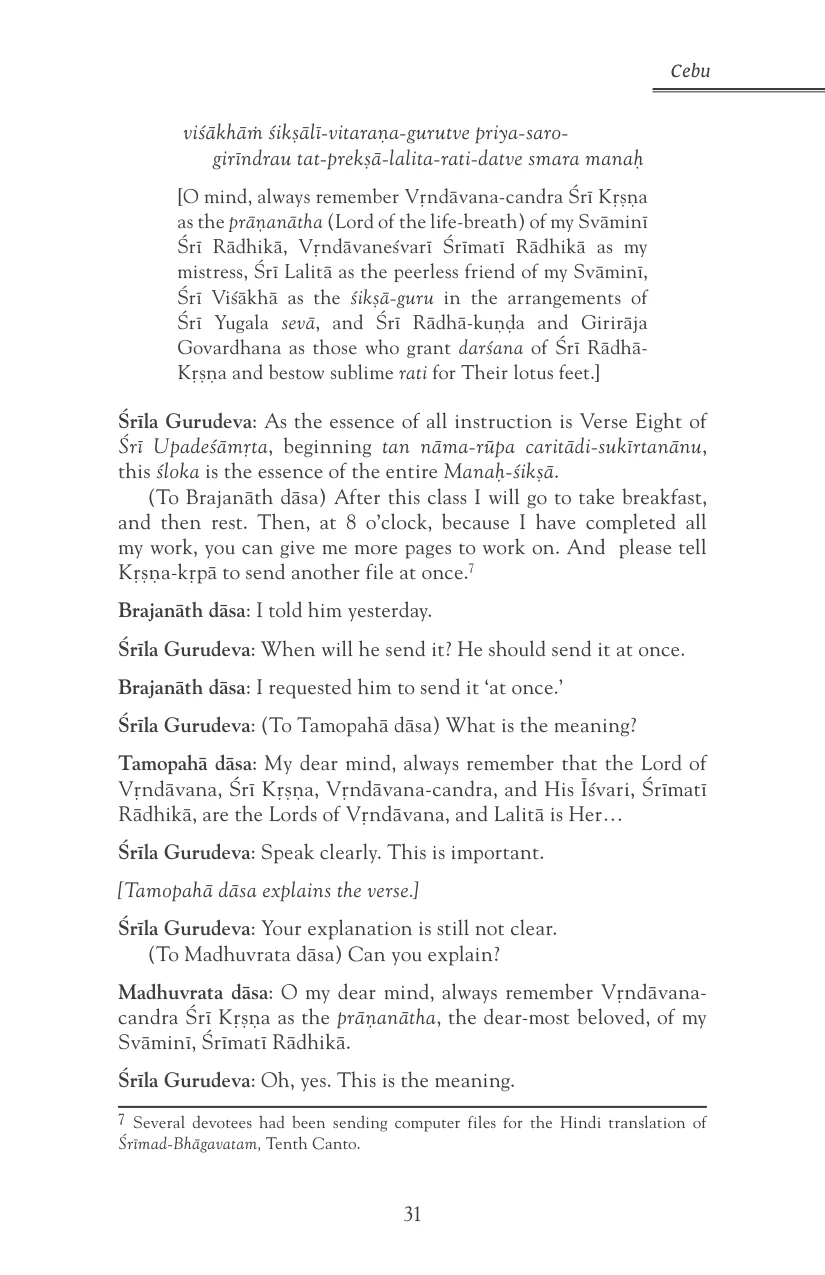 Cebu
viśākhāṁ śikṣālī-vitaraṇa-gurutve priya-saro-
girīndrau tat-prekṣā-lalita-rati-datve smara manaḥ
[O mind, always remember Vṛndāvana-candra Śrī Kṛṣṇa
as the prāṇanātha (Lord of the life-breath) of my Svāminī
Śrī Rādhikā, Vṛndāvaneśvarī Śrīmatī Rādhikā as my
mistress, Śrī Lalitā as the peerless friend of my Svāminī,
Śrī Viśākhā as the śikṣā-guru in the arrangements of
Śrī Yugala sevā, and Śrī Rādhā-kuṇḍa and Girirāja
Govardhana as those who grant darśana of Śrī Rādhā-
Kṛṣṇa and bestow sublime rati for Their lotus feet.]
Śrīla Gurudeva: As the essence of all instruction is Verse Eight of
Śrī Upadeśāmṛta, beginning tan nāma-rūpa caritādi-sukīrtanānu,
this śloka is the essence of the entire Manaḥ-śikṣā.
(To Brajanāth dāsa) After this class I will go to take breakfast,
and then rest. Then, at 8 o’clock, because I have completed all
my work, you can give me more pages to work on. And please tell
Kṛṣṇa-kṛpā to send another file at once.7
Brajanāth dāsa: I told him yesterday.
Śrīla Gurudeva: When will he send it? He should send it at once.
Brajanāth dāsa: I requested him to send it ‘at once.’
Śrīla Gurudeva: (To Tamopahā dāsa) What is the meaning?
Tamopahā dāsa: My dear mind, always remember that the Lord of
Vṛndāvana, Śrī Kṛṣṇa, Vṛndāvana-candra, and His Īśvari, Śrīmatī
Rādhikā, are the Lords of Vṛndāvana, and Lalitā is Her…
Śrīla Gurudeva: Speak clearly. This is important.
[Tamopahā dāsa explains the verse.]
Śrīla Gurudeva: Your explanation is still not clear.
(To Madhuvrata dāsa) Can you explain?
Madhuvrata dāsa: O my dear mind, always remember Vṛndāvana-
candra Śrī Kṛṣṇa as the prāṇanātha, the dear-most beloved, of my
Svāminī, Śrīmatī Rādhikā.
Śrīla Gurudeva: Oh, yes. This is the meaning.
7 Several devotees had been sending computer files for the Hindi translation of
Śrīmad-Bhāgavatam, Tenth Canto.
31